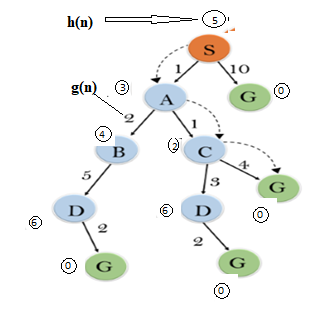 h(n) 5
S
1 10
g(n) 3 A G 0
2 1
4 B 2 C
5 3 4
G
D 6 D 0
6
2 2
0 G G
0